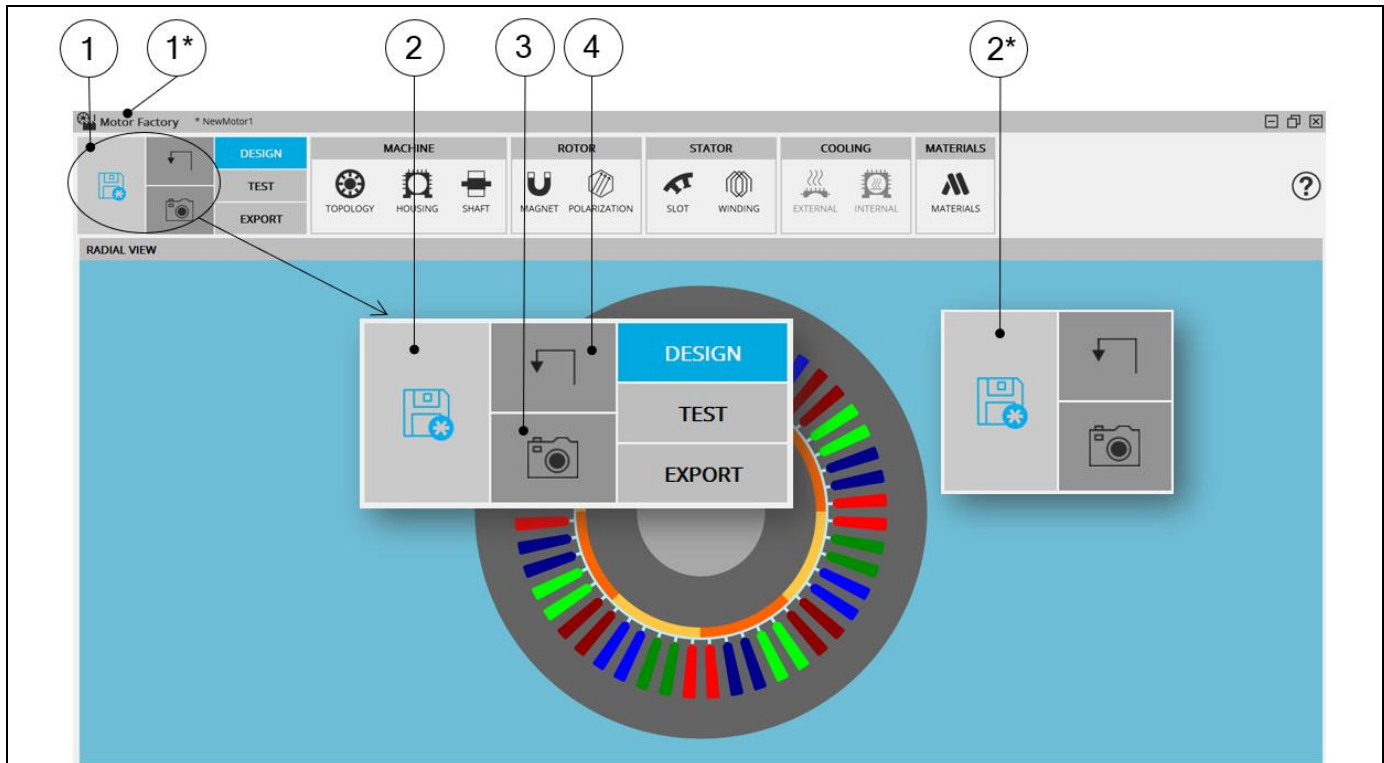 1 1* 2 3 4 2*
Motor Factory * NewMotor1
DESIGN MACHINE ROTOR STATOR COOLING MATERIALS
TEST
TOPOLOGY HOUSING SHAFT MAGNET POLARIZATION SLOT WINDING EXTERNAL INTERNAL MATERIALS
?
EXPORT
RADIAL VIEW
DESIGN
TEST
EXPORT